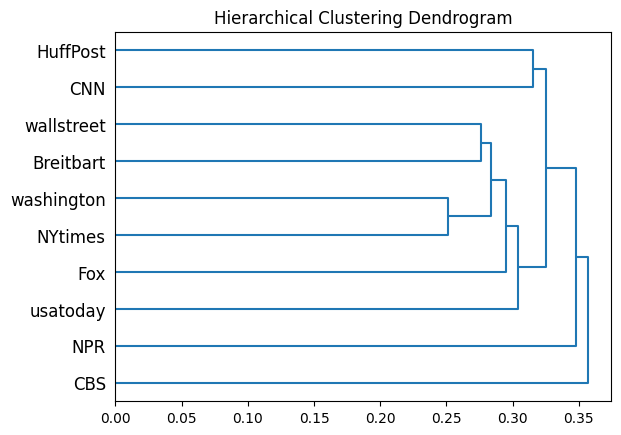 Hierarchical Clustering Dendrogram
HuffPost
CNN
wallstreet
Breitbart
washington
NYtimes
Fox
usatoday
NPR
CBS
0.00 0.05 0.10 0.15 0.20 0.25 0.30 0.35